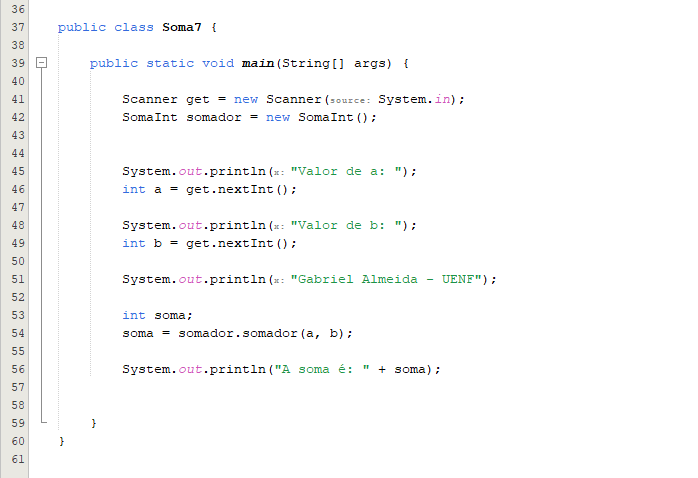 36
37 public class Soma7 {
38
39 public static void main(String[] args) {
40
41 Scanner get = new Scanner(source: System.in);
42 SomaInt somador = new SomaInt();
43
44
45 System.out.println(x: "Valor de a: ");
46 int a = get.nextInt();
47
48 System.out.println(x: "Valor de b: ");
49 int b = get.nextInt();
50
51 System.out.println(x: "Gabriel Almeida - UENF");
52
53 int soma;
54 soma = somador.somador(a, b);
55
56 System.out.println("A soma é: " + soma);
57
58
59 }
60 }
61